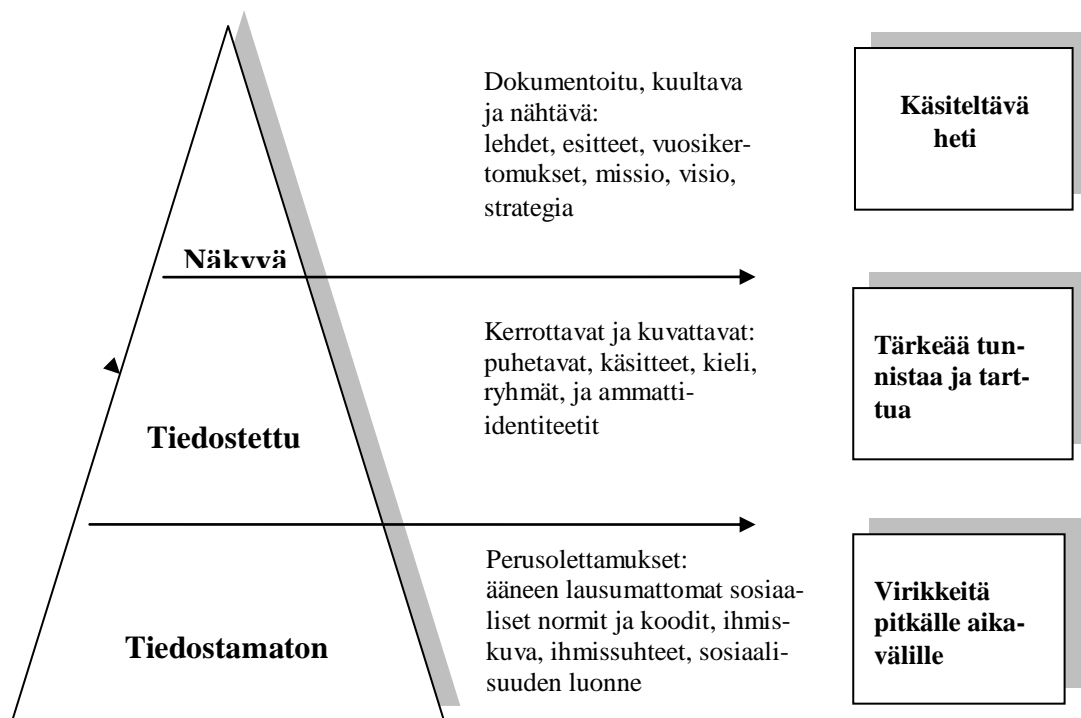 Dokumentoitu, kuultava
ja nähtävä:
lehdet, esitteet, vuosiker-
tomukset, missio, visio,
strategia
Käsiteltävä
heti
Näkyvä
Kerrottavat ja kuvattavat:
puhetavat, käsitteet, kieli,
ryhmät, ja ammatti-
identiteetit
Tärkeää tun-
nistaa ja tart-
tua
Tiedostettu
Perusolettamukset:
ääneen lausumattomat sosiaa-
liset normit ja koodit, ihmis-
kuva, ihmissuhteet, sosiaali-
suuden luonne
Virikkeitä
pitkälle aika-
välille
Tiedostamaton